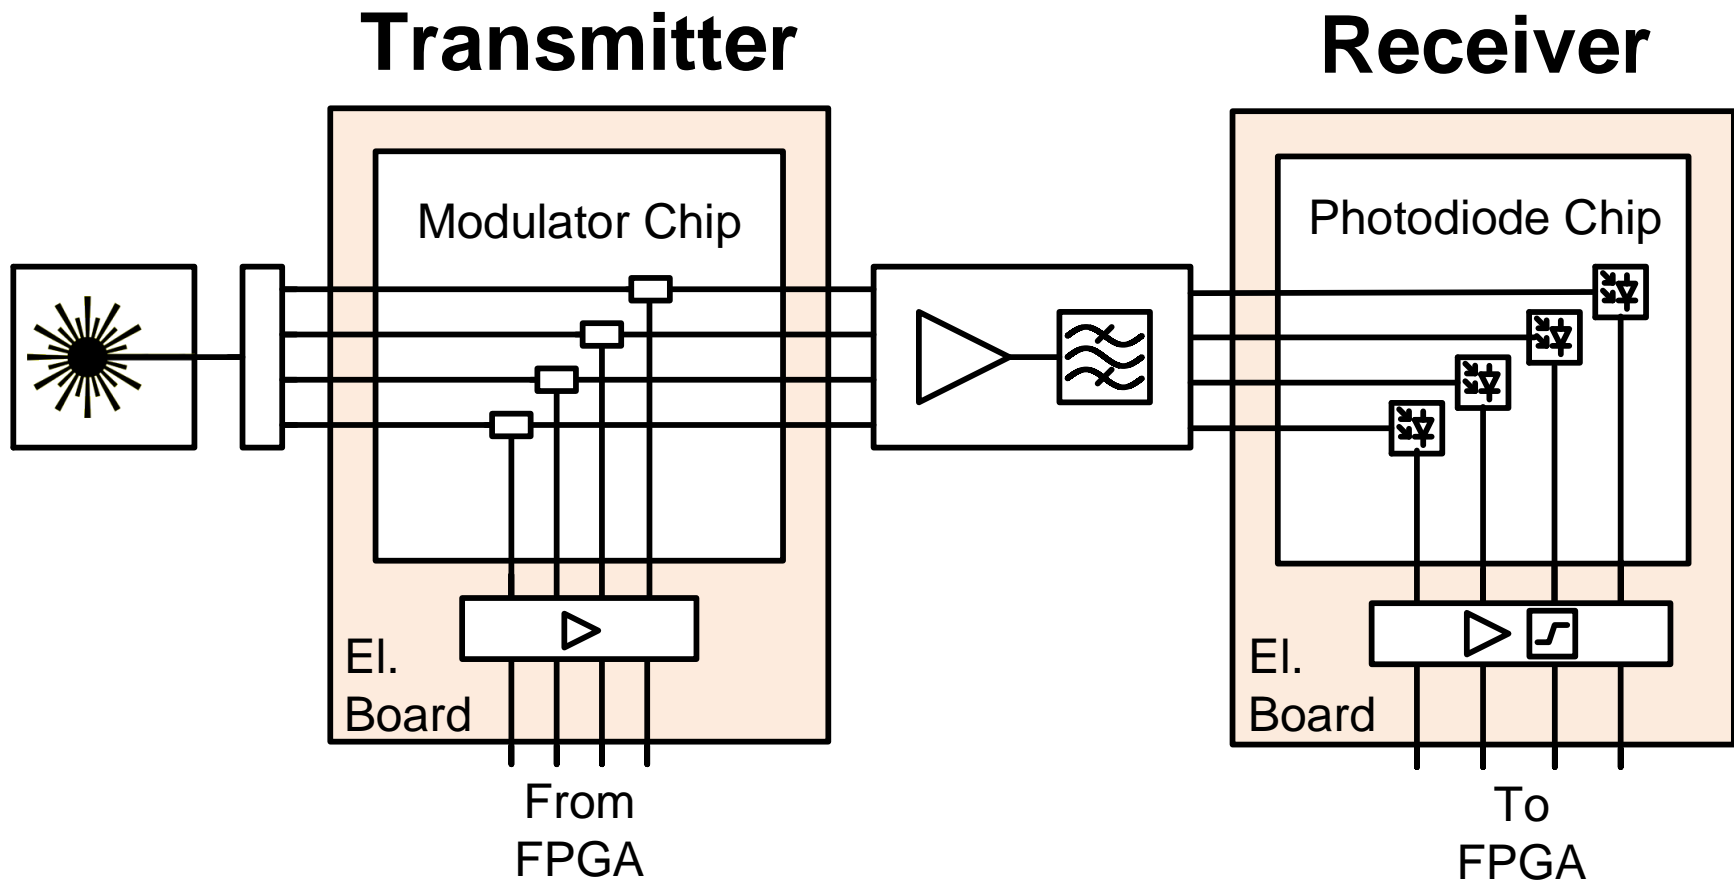 Transmitter
Receiver
Modulator Chip
Photodiode Chip
El.
Board
El.
Board
From
FPGA
To
FPGA